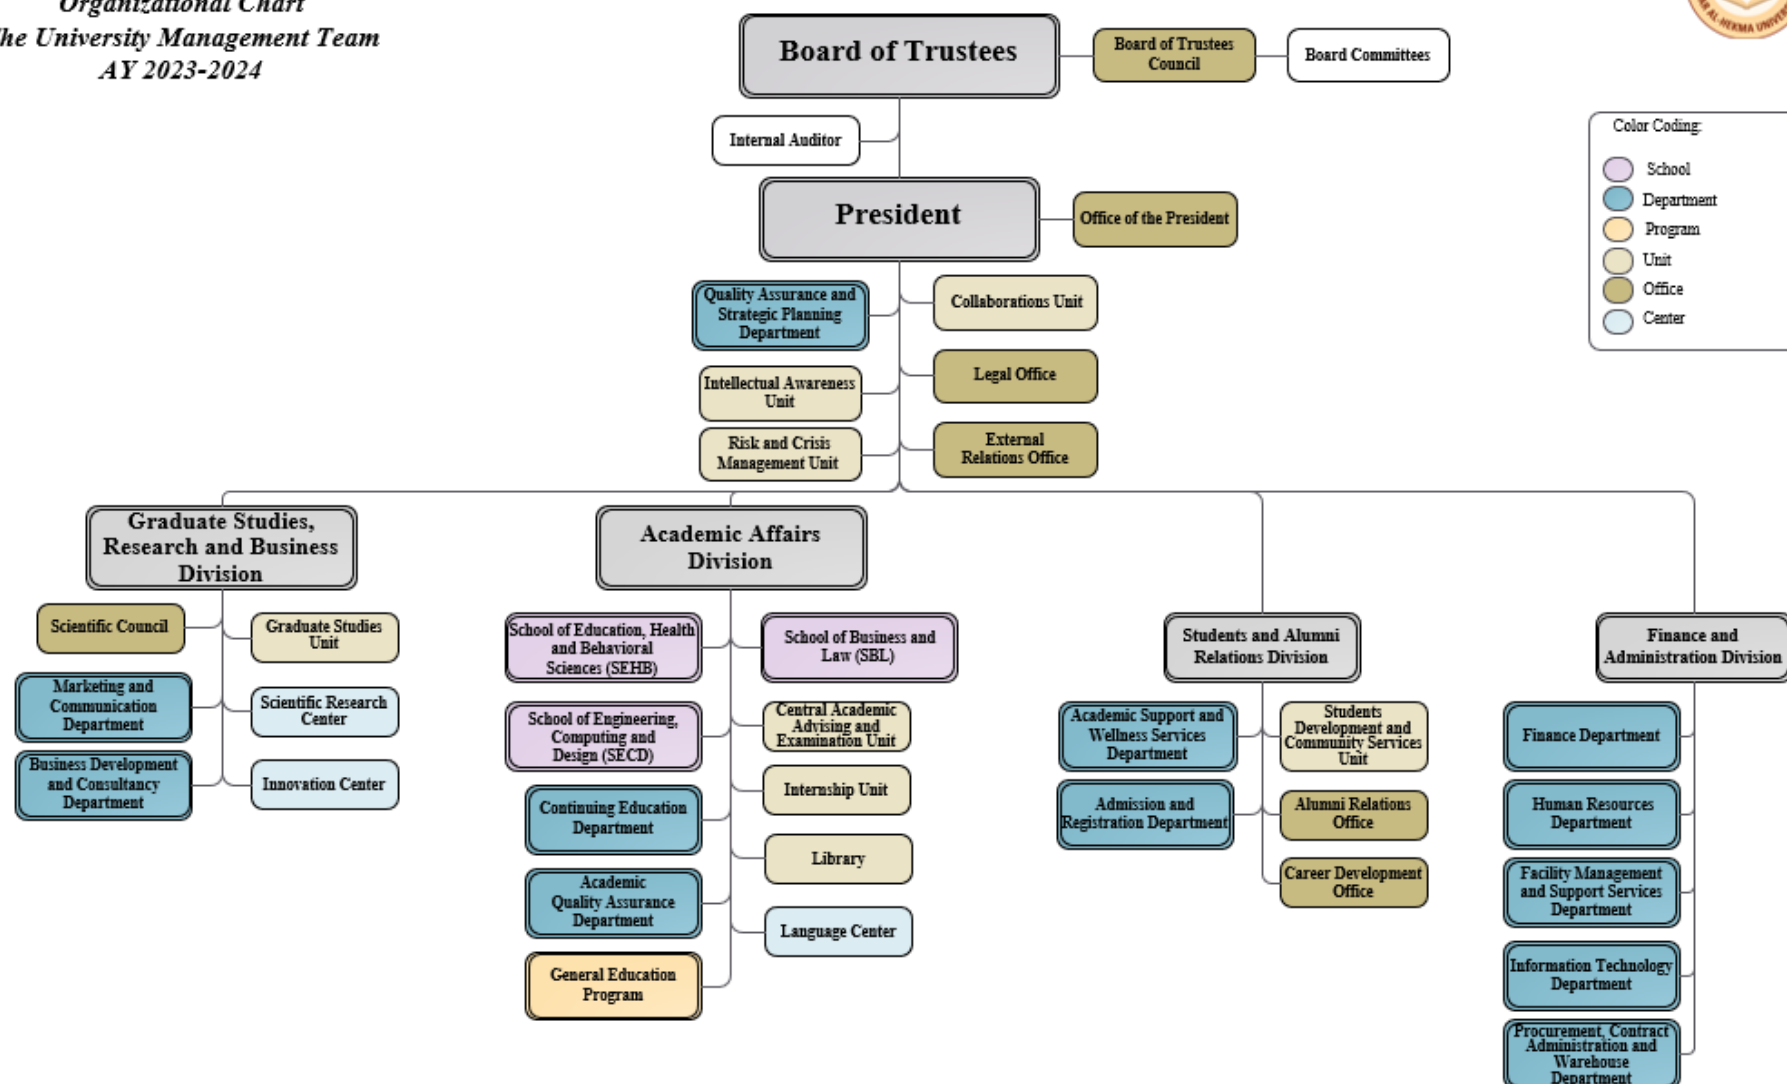 Organizational Chart
The University Management Team
AY 2023-2024
AR AL-HEKMA UNIVER
Board of Trustees
Board of Trustees
Council
Board Committees
Internal Auditor
President
Office of the President
Color Coding:
School
Department
Program
Unit
Office
Center
Quality Assurance and
Strategic Planning
Department
Collaborations Unit
Intellectual Awareness
Unit
Legal Office
Risk and Crisis
Management Unit
External
Relations Office
Graduate Studies,
Research and Business
Division
Scientific Council
Graduate Studies
Unit
Marketing and
Communication
Department
Scientific Research
Center
Business Development
and Consultancy
Department
Innovation Center
Academic Affairs
Division
School of Education, Health
and Behavioral
Sciences (SEHB)
School of Business and
Law (SBL)
School of Engineering,
Computing and
Design (SECD)
Central Academic
Advising and
Examination Unit
Continuing Education
Department
Internship Unit
Library
Academic
Quality Assurance
Department
Language Center
General Education
Program
Students and Alumni
Relations Division
Academic Support and
Wellness Services
Department
Students
Development and
Community Services
Unit
Admission and
Registration Department
Alumni Relations
Office
Career Development
Office
Finance and
Administration Division
Finance Department
Human Resources
Department
Facility Management
and Support Services
Department
Information Technology
Department
Procurement, Contract
Administration and
Warehouse
Department